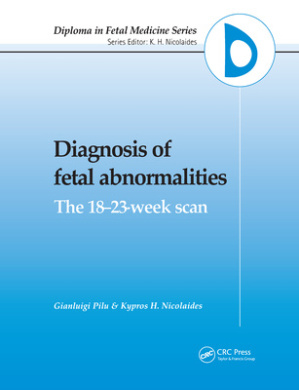 Diploma in Fetal Medicine Series
Series Editor: K. H. Nicolaides
Diagnosis of
fetal abnormalities
The 18–23-week scan
Gianluigi Pilu & Kypros H. Nicolaides
CRC Press
Taylor & Francis Group